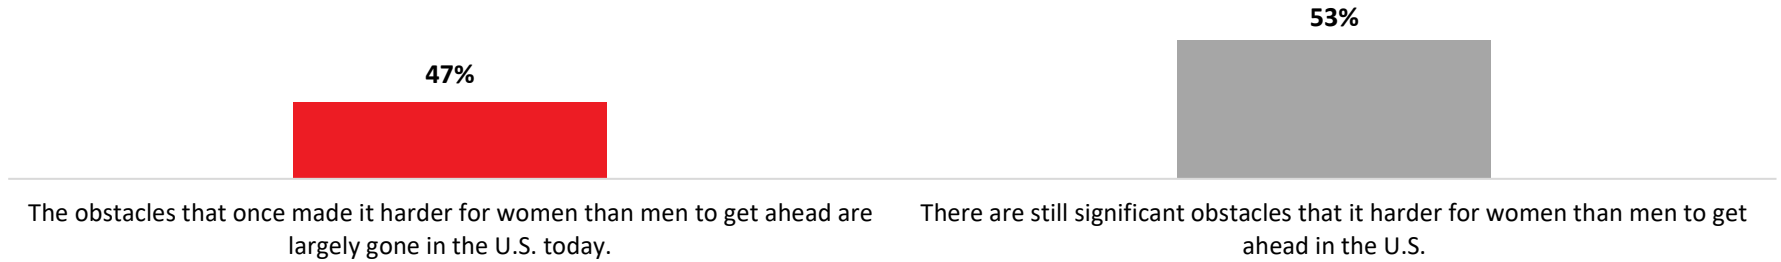 53%
47%
The obstacles that once made it harder for women than men to get ahead are
largely gone in the U.S. today.
There are still significant obstacles that it harder for women than men to get
ahead in the U.S.